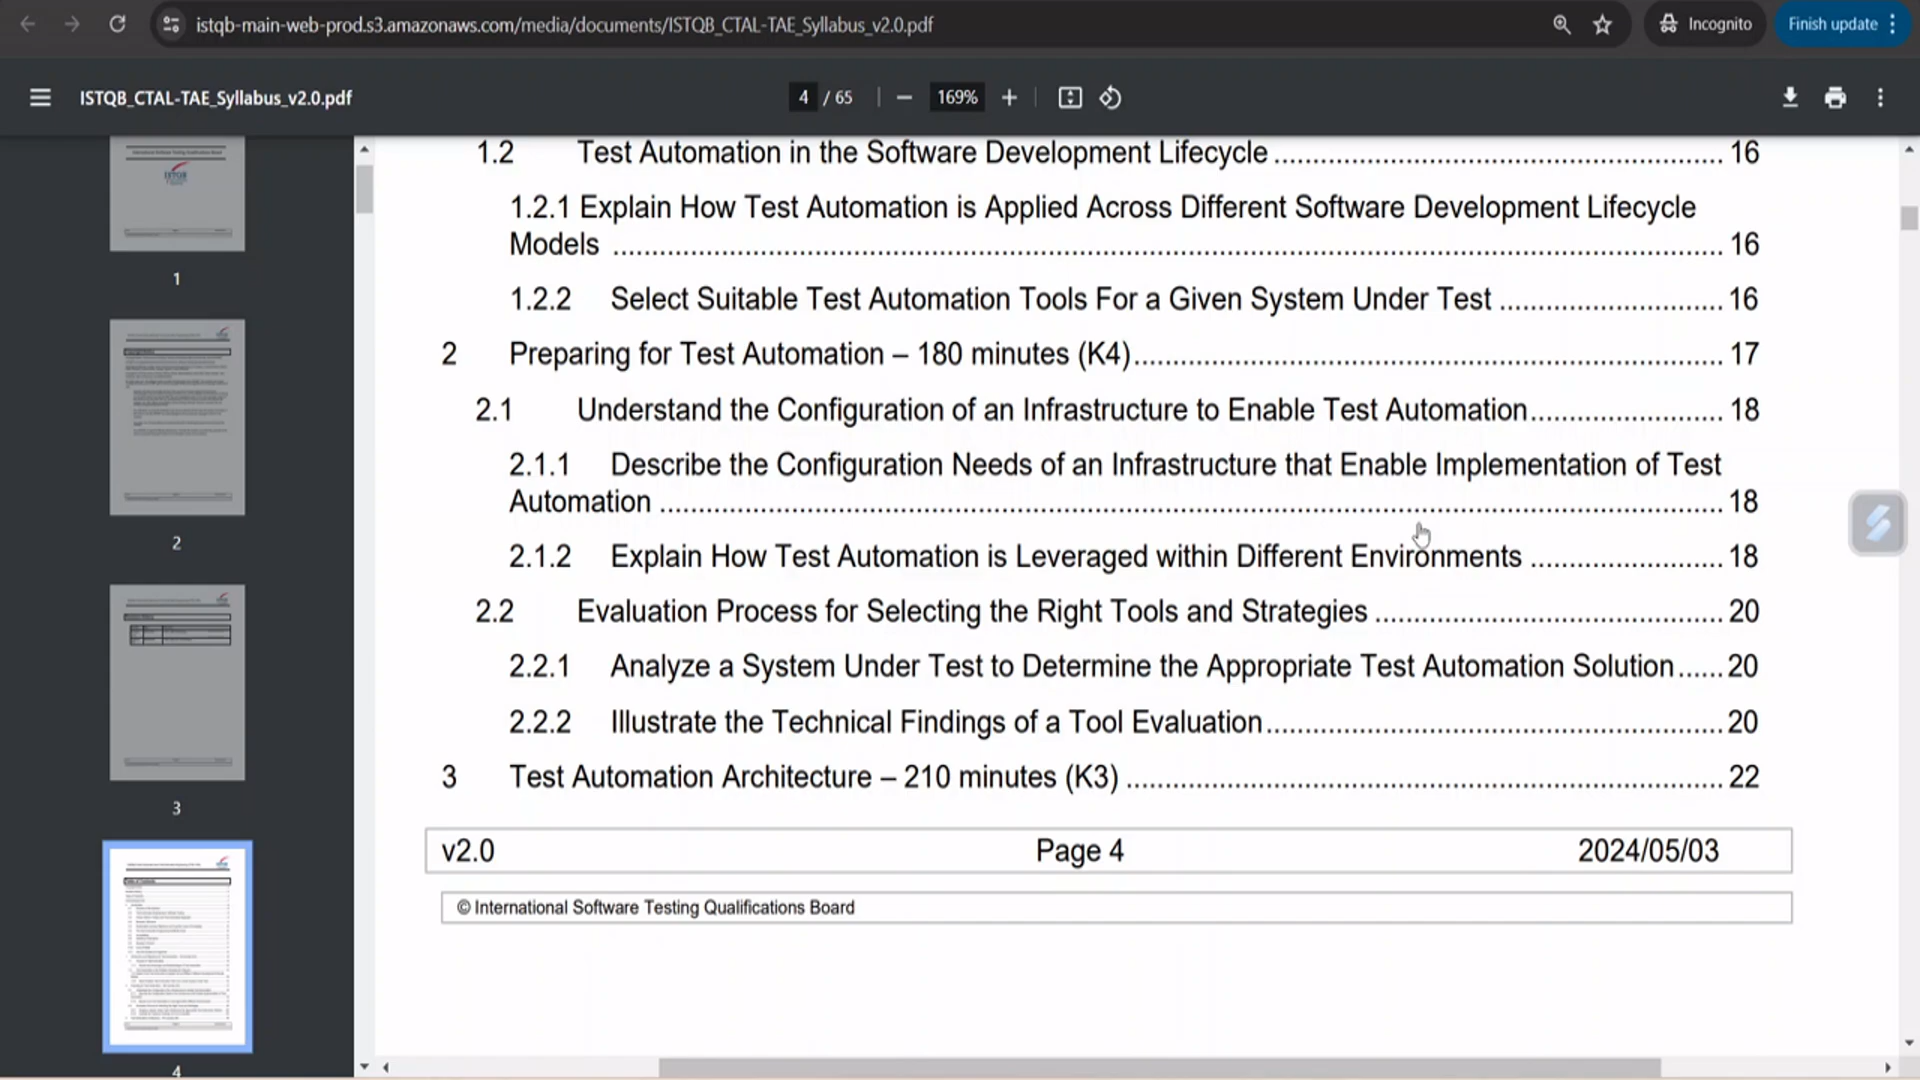 istqb-main-web-prod.s3.amazonaws.com/media/documents/ISTQB_CTAL-TAE_Syllabus_v2.0.pdf
Incognito
Finish update
ISTQB_CTAL-TAE_Syllabus_v2.0.pdf
4 / 65
169%
1.2 Test Automation in the Software Development Lifecycle 16
1.2.1 Explain How Test Automation is Applied Across Different Software Development Lifecycle
Models 16
1.2.2 Select Suitable Test Automation Tools For a Given System Under Test 16
2 Preparing for Test Automation – 180 minutes (K4) 17
2.1 Understand the Configuration of an Infrastructure to Enable Test Automation 18
2.1.1 Describe the Configuration Needs of an Infrastructure that Enable Implementation of Test
Automation 18
2.1.2 Explain How Test Automation is Leveraged within Different Environments 18
2.2 Evaluation Process for Selecting the Right Tools and Strategies 20
2.2.1 Analyze a System Under Test to Determine the Appropriate Test Automation Solution 20
2.2.2 Illustrate the Technical Findings of a Tool Evaluation 20
3 Test Automation Architecture – 210 minutes (K3) 22
v2.0 Page 4 2024/05/03
© International Software Testing Qualifications Board
1
2
3
4